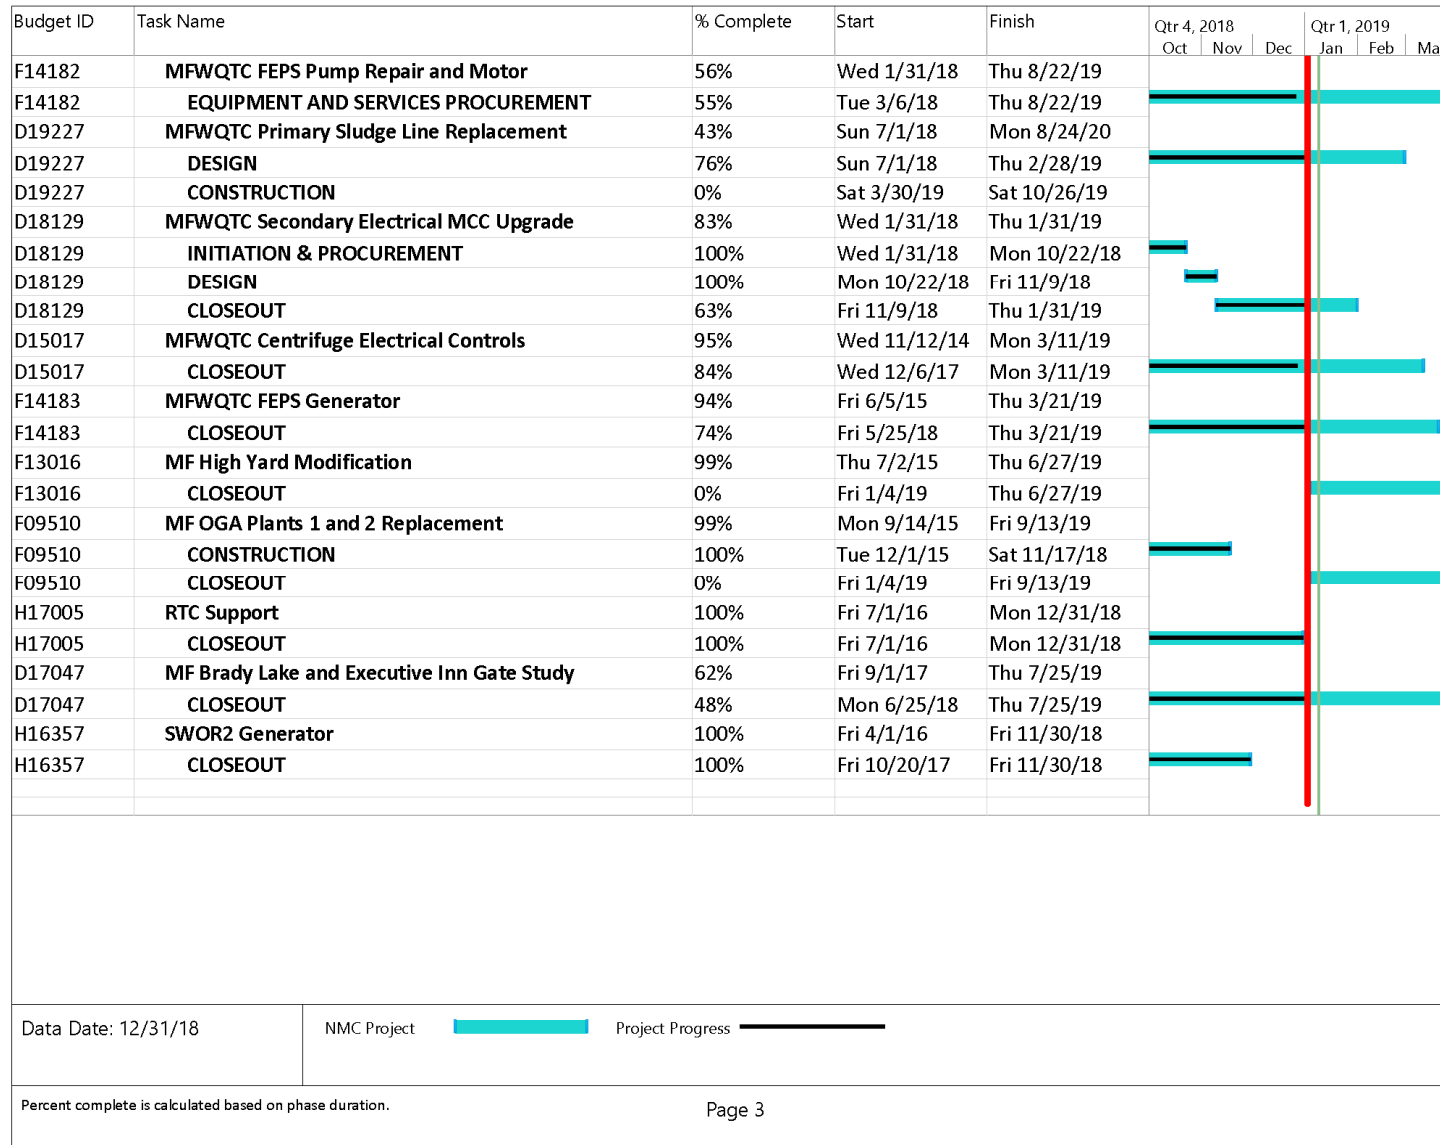 Budget ID Task Name % Complete Start Finish Qtr 4, 2018 Qtr 1, 2019
Oct Nov Dec Jan Feb Ma
F14182 MFWQTC FEPS Pump Repair and Motor 56% Wed 1/31/18 Thu 8/22/19
F14182 EQUIPMENT AND SERVICES PROCUREMENT 55% Tue 3/6/18 Thu 8/22/19
D19227 MFWQTC Primary Sludge Line Replacement 43% Sun 7/1/18 Mon 8/24/20
D19227 DESIGN 76% Sun 7/1/18 Thu 2/28/19
D19227 CONSTRUCTION 0% Sat 3/30/19 Sat 10/26/19
D18129 MFWQTC Secondary Electrical MCC Upgrade 83% Wed 1/31/18 Thu 1/31/19
D18129 INITIATION & PROCUREMENT 100% Wed 1/31/18 Mon 10/22/18
D18129 DESIGN 100% Mon 10/22/18 Fri 11/9/18
D18129 CLOSEOUT 63% Fri 11/9/18 Thu 1/31/19
D15017 MFWQTC Centrifuge Electrical Controls 95% Wed 11/12/14 Mon 3/11/19
D15017 CLOSEOUT 84% Wed 12/6/17 Mon 3/11/19
F14183 MFWQTC FEPS Generator 94% Fri 6/5/15 Thu 3/21/19
F14183 CLOSEOUT 74% Fri 5/25/18 Thu 3/21/19
F13016 MF High Yard Modification 99% Thu 7/2/15 Thu 6/27/19
F13016 CLOSEOUT 0% Fri 1/4/19 Thu 6/27/19
F09510 MF OGA Plants 1 and 2 Replacement 99% Mon 9/14/15 Fri 9/13/19
F09510 CONSTRUCTION 100% Tue 12/1/15 Sat 11/17/18
F09510 CLOSEOUT 0% Fri 1/4/19 Fri 9/13/19
H17005 RTC Support 100% Fri 7/1/16 Mon 12/31/18
H17005 CLOSEOUT 100% Fri 7/1/16 Mon 12/31/18
D17047 MF Brady Lake and Executive Inn Gate Study 62% Fri 9/1/17 Thu 7/25/19
D17047 CLOSEOUT 48% Mon 6/25/18 Thu 7/25/19
H16357 SWOR2 Generator 100% Fri 4/1/16 Fri 11/30/18
H16357 CLOSEOUT 100% Fri 10/20/17 Fri 11/30/18
Data Date: 12/31/18 NMC Project Project Progress
Percent complete is calculated based on phase duration. Page 3